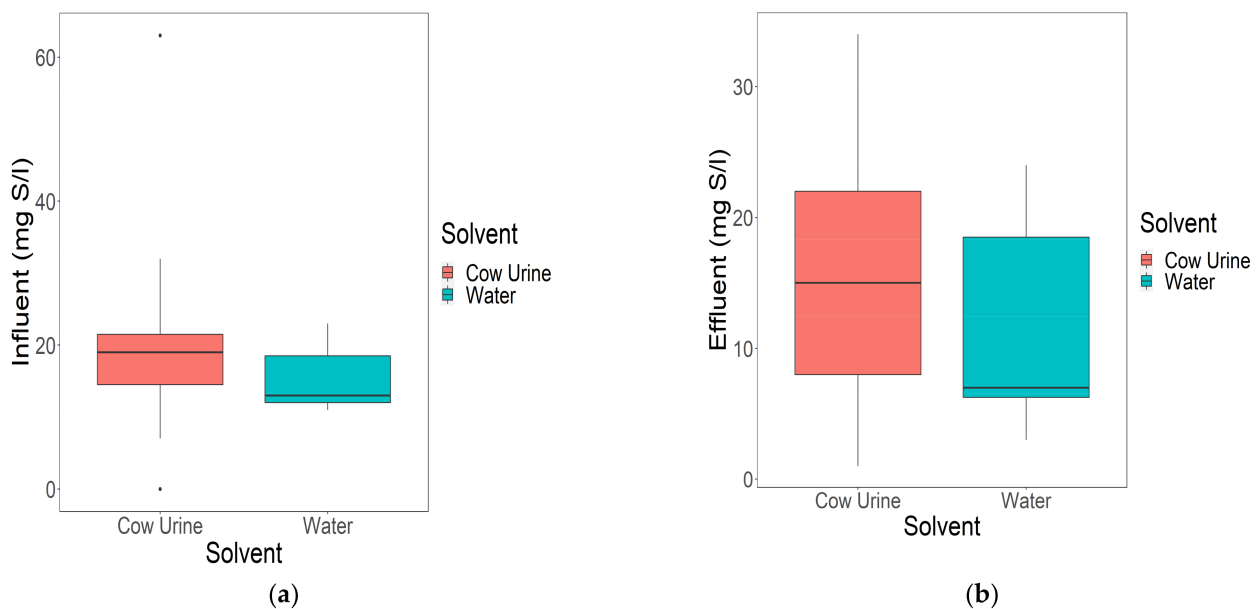 60
40
20
0
Influent (mg S/l)
Cow Urine
Water
Solvent
Solvent
Cow Urine
Water
(a)
30
20
10
0
Effluent (mg S/l)
Cow Urine
Water
Solvent
Solvent
Cow Urine
Water
(b)